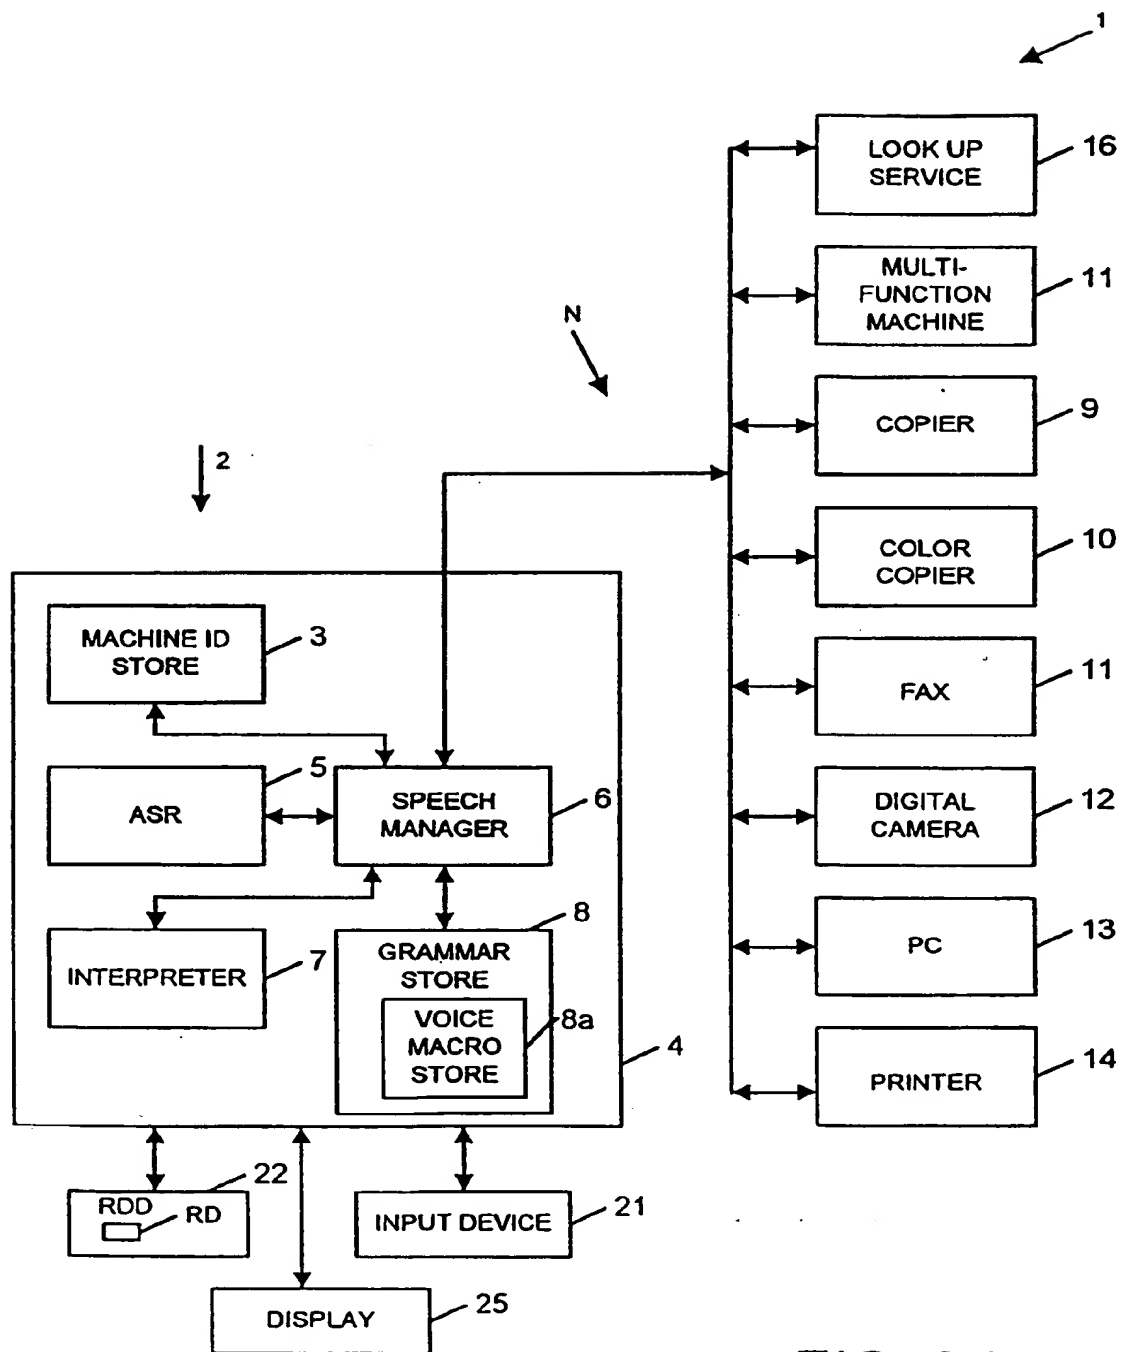 1
LOOK UP
SERVICE
16
MULTI-
FUNCTION
MACHINE
11
N
COPIER
9
2
COLOR
COPIER
10
MACHINE ID
STORE
3
FAX
11
5
ASR
SPEECH
MANAGER
6
DIGITAL
CAMERA
12
INTERPRETER
7
8
GRAMMAR
STORE
VOICE
MACRO
STORE
8a
4
PC
13
PRINTER
14
22
RDD
RD
INPUT DEVICE
21
DISPLAY
25